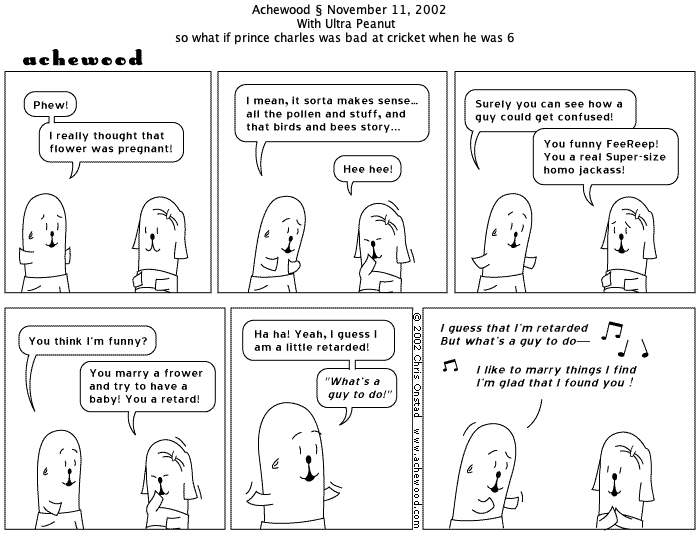 Achewood § November 11, 2002
With Ultra Peanut
so what if prince charles was bad at cricket when he was 6
achewood
Phew!
I really thought that
flower was pregnant!
I mean, it sorta makes sense...
all the pollen and stuff, and
that birds and bees story...
Hee hee!
Surely you can see how a
guy could get confused!
You funny FeeReep!
You a real Super-size
homo jackass!
You think I'm funny?
You marry a frower
and try to have a
baby! You a retard!
Ha ha! Yeah, I guess I
am a little retarded!
"What's a
guy to do!"
© 2002 Chris Onstad www.achewood.com
I guess that I'm retarded
But what's a guy to do—
I like to marry things I find
I'm glad that I found you!